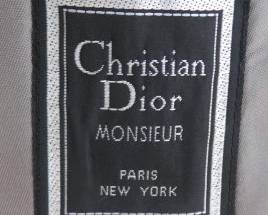 Christian
Dior
MONSIEUR
PARIS
NEW YORK